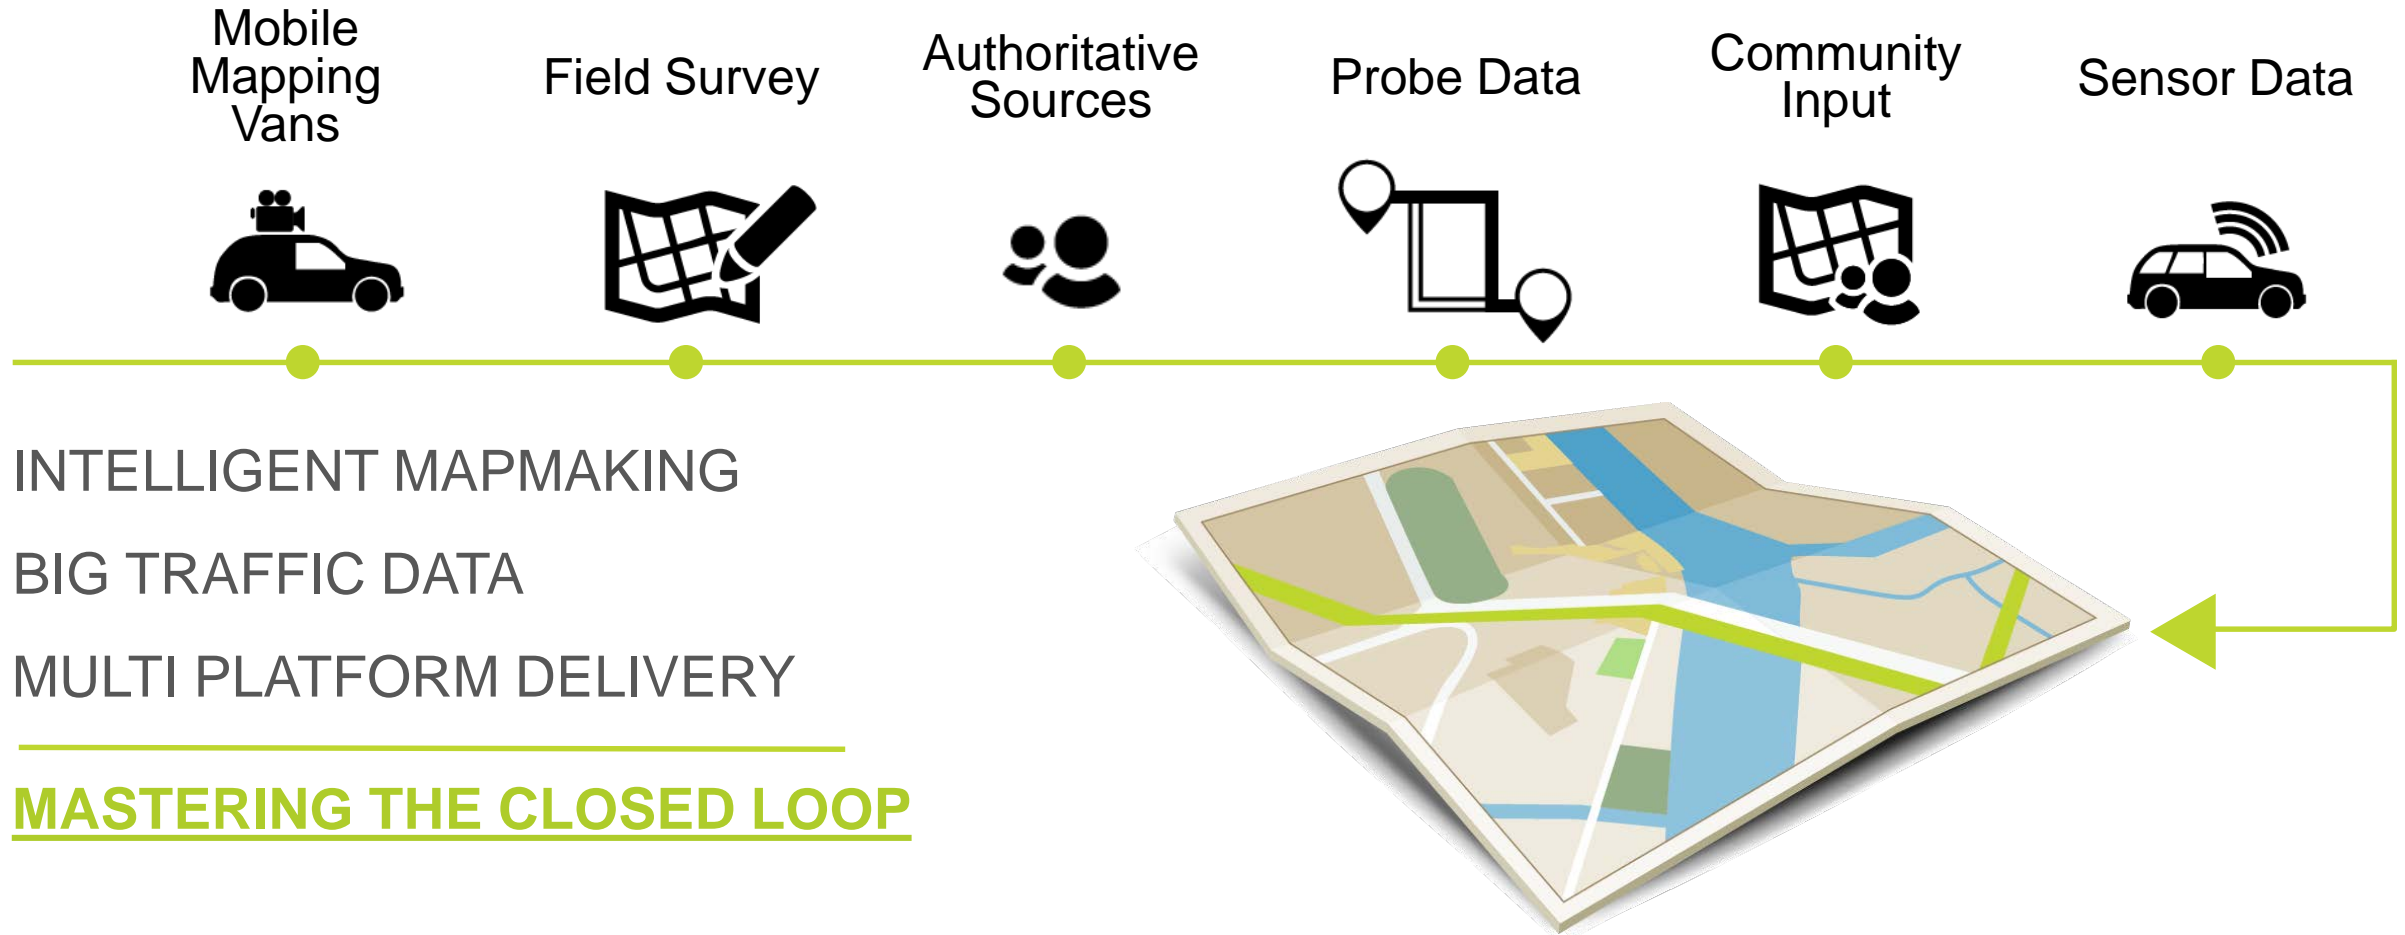 Mobile
Mapping
Vans
Field Survey
Authoritative
Sources
Probe Data
Community
Input
Sensor Data
INTELLIGENT MAPMAKING
BIG TRAFFIC DATA
MULTI PLATFORM DELIVERY
MASTERING THE CLOSED LOOP